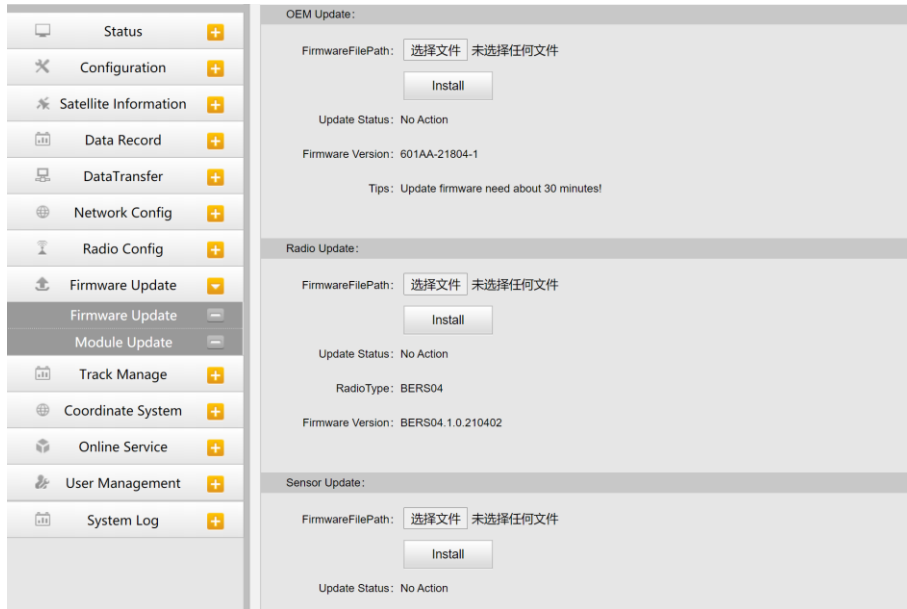 Status
Configuration
Satellite Information
Data Record
DataTransfer
Network Config
Radio Config
Firmware Update
Firmware Update
Module Update
Track Manage
Coordinate System
Online Service
User Management
System Log
OEM Update:
FirmwareFilePath: 选择文件 未选择任何文件
Install
Update Status: No Action
Firmware Version: 601AA-21804-1
Tips: Update firmware need about 30 minutes!
Radio Update:
FirmwareFilePath: 选择文件 未选择任何文件
Install
Update Status: No Action
RadioType: BERS04
Firmware Version: BERS04.1.0.210402
Sensor Update:
FirmwareFilePath: 选择文件 未选择任何文件
Install
Update Status: No Action